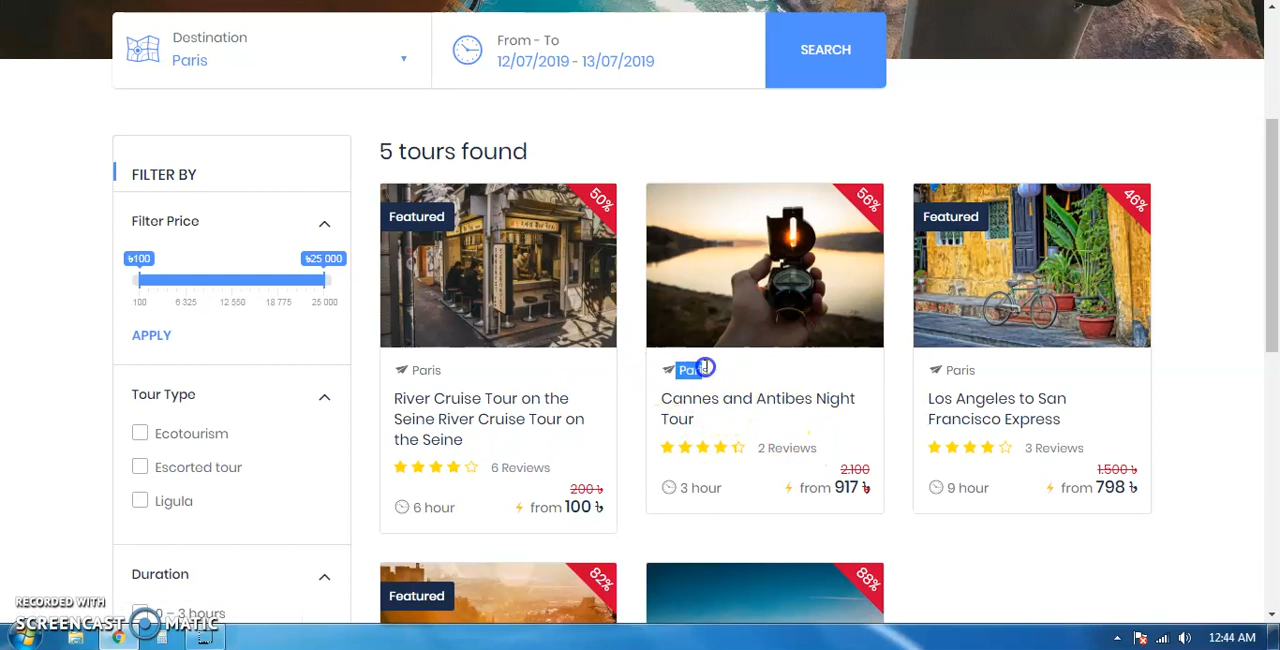 Destination
Paris
From - To
12/07/2019 - 13/07/2019
SEARCH
FILTER BY
Filter Price
৳100
৳25 000
100
6 325
12 550
18 775
25 000
APPLY
Tour Type
Ecotourism
Escorted tour
Ligula
Duration
0 - 3 hours
5 tours found
Featured
50%
Paris
River Cruise Tour on the
Seine River Cruise Tour on
the Seine
6 Reviews
200 ৳
6 hour
from 100 ৳
56%
Paris
Cannes and Antibes Night
Tour
2 Reviews
2.100
3 hour
from 917 ৳
Featured
46%
Paris
Los Angeles to San
Francisco Express
3 Reviews
1.500 ৳
9 hour
from 798 ৳
Featured
82%
88%
RECORDED WITH
SCREENCAST MATIC
12:44 AM